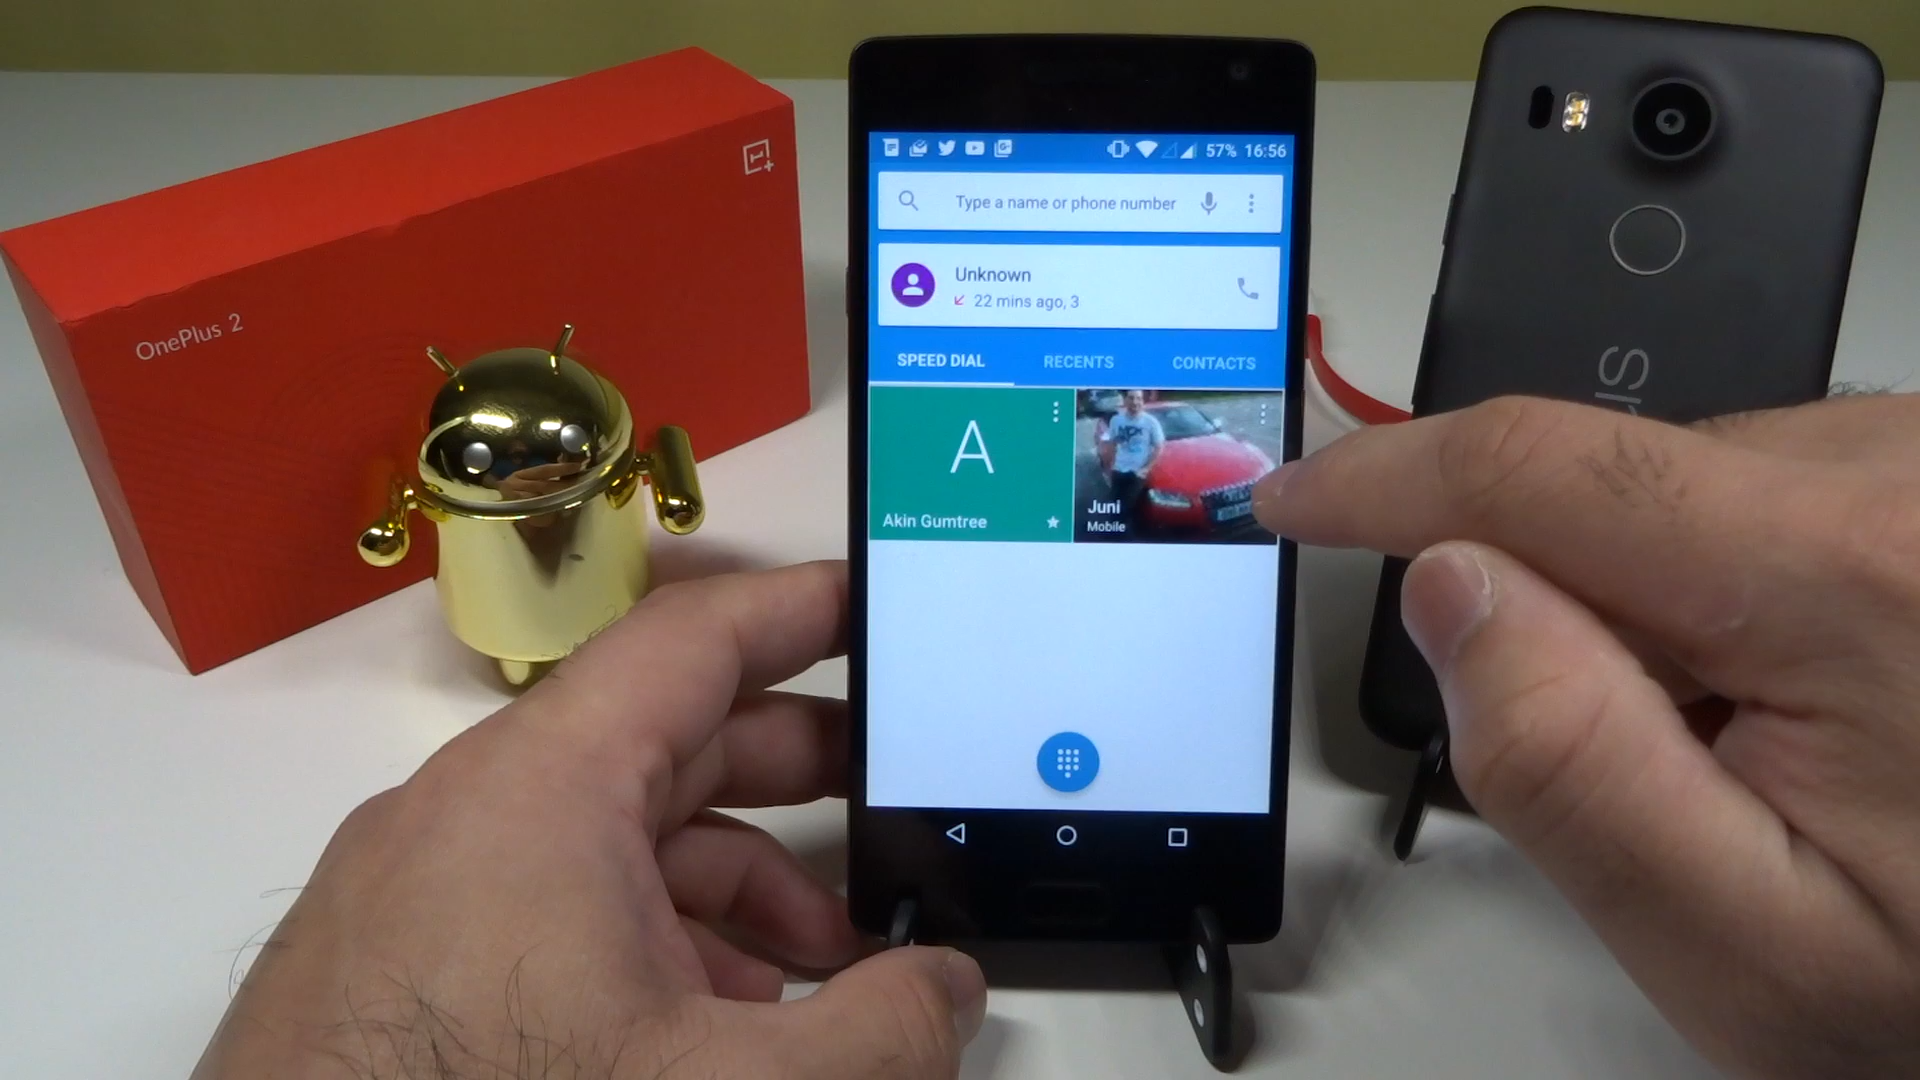 OnePlus 2
57% 16:56
Type a name or phone number
Unknown
22 mins ago, 3
SPEED DIAL RECENTS CONTACTS
A
Akin Gumtree
Juni
Mobile